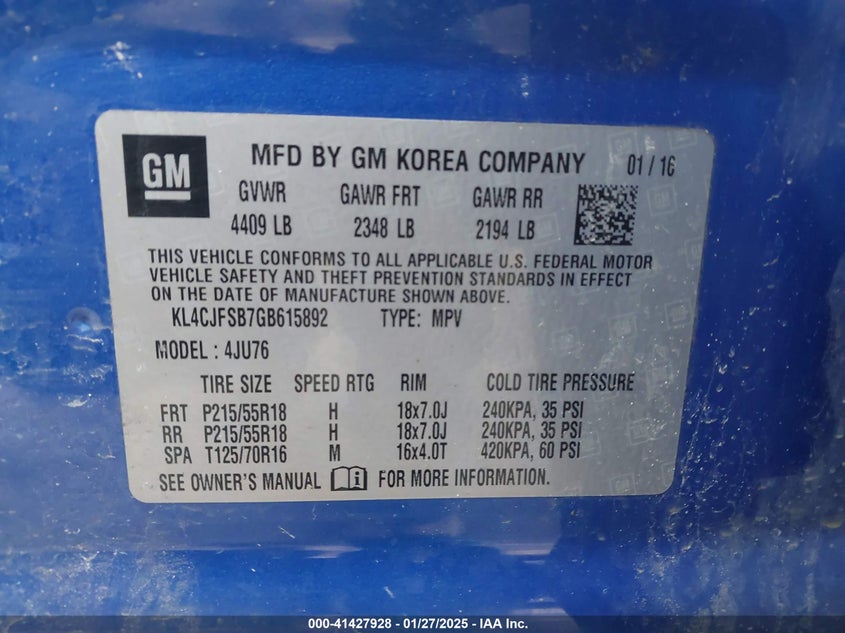 GM MFD BY GM KOREA COMPANY 01/16
GVWR GAWR FRT GAWR RR
4409 LB 2348 LB 2194 LB
THIS VEHICLE CONFORMS TO ALL APPLICABLE U.S. FEDERAL MOTOR
VEHICLE SAFETY AND THEFT PREVENTION STANDARDS IN EFFECT
ON THE DATE OF MANUFACTURE SHOWN ABOVE.
KL4CJFSB7GB615892 TYPE: MPV
MODEL : 4JU76
TIRE SIZE SPEED RTG RIM COLD TIRE PRESSURE
FRT P215/55R18 H 18x7.0J 240KPA, 35 PSI
RR P215/55R18 H 18x7.0J 240KPA, 35 PSI
SPA T125/70R16 M 16x4.0T 420KPA, 60 PSI
SEE OWNER'S MANUAL FOR MORE INFORMATION.
000-41427928 - 01/27/2025 - IAA Inc.